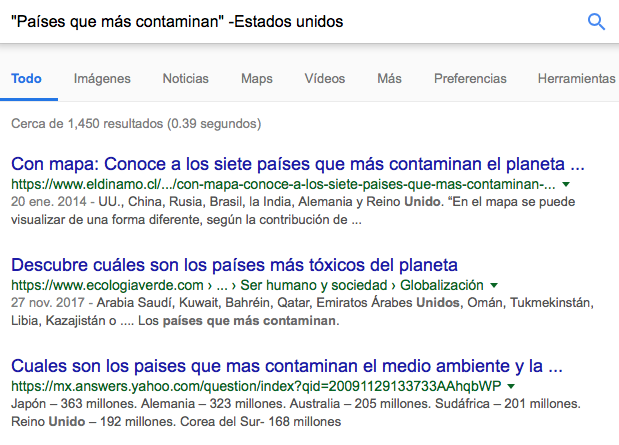 "Países que más contaminan" -Estados unidos
Todo Imágenes Noticias Maps Vídeos Más Preferencias Herramientas
Cerca de 1,450 resultados (0.39 segundos)
Con mapa: Conoce a los siete países que más contaminan el planeta ...
https://www.eldinamo.cl/.../con-mapa-conoce-a-los-siete-paises-que-mas-contaminan-...
20 ene. 2014 - UU., China, Rusia, Brasil, la India, Alemania y Reino Unido. "En el mapa se puede
visualizar de una forma diferente, según la contribución de ...
Descubre cuáles son los países más tóxicos del planeta
https://www.ecologiaverde.com › ... › Ser humano y sociedad › Globalización
27 nov. 2017 - Arabia Saudí, Kuwait, Bahréin, Qatar, Emiratos Árabes Unidos, Omán, Tukmekinstán,
Libia, Kazajistán o .... Los países que más contaminan.
Cuales son los paises que mas contaminan el medio ambiente y la ...
https://mx.answers.yahoo.com/question/index?qid=20091129133733AAhqbWP
Japón – 363 millones. Alemania – 323 millones. Australia – 205 millones. Sudáfrica – 201 millones.
Reino Unido – 192 millones. Corea del Sur- 168 millones